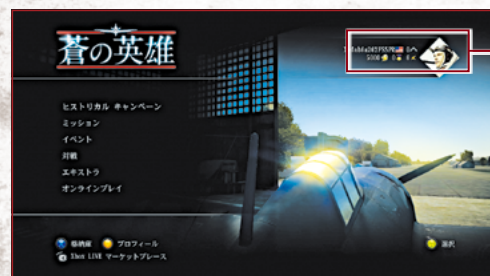 蒼の英雄
ヒストリカル キャンペーン
ミッション
イベント
対戦
エキストラ
オンラインプレイ
格納庫 プロフィール
Xbox LIVE マーケットプレース
選択